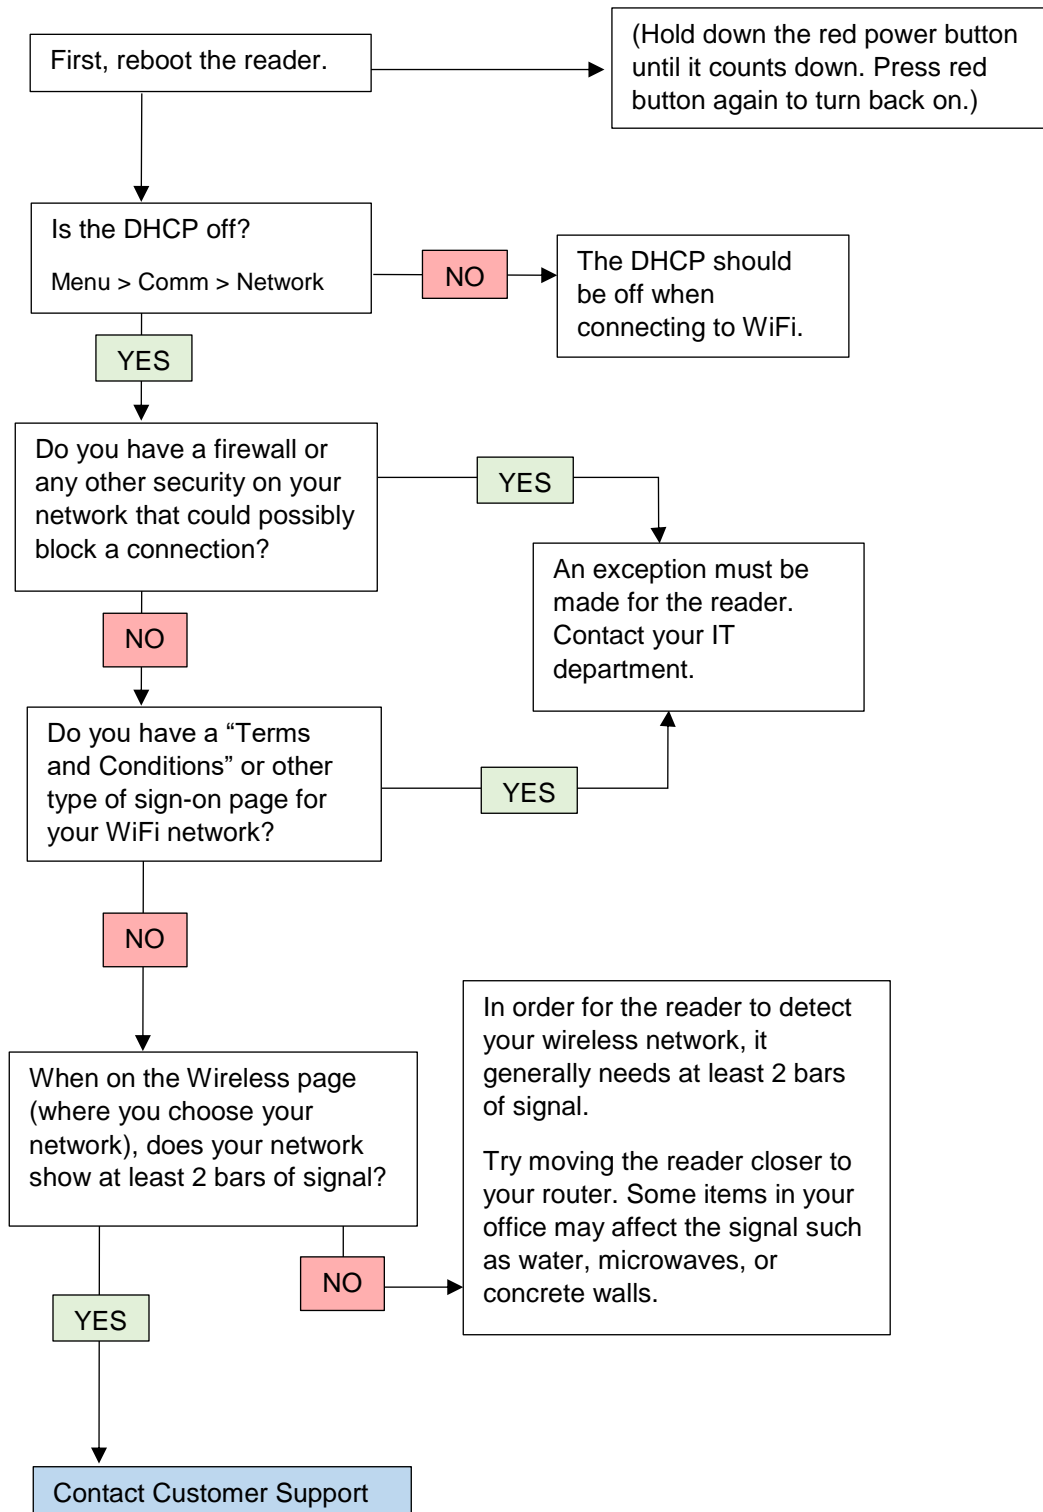 First, reboot the reader.
(Hold down the red power button
until it counts down. Press red
button again to turn back on.)
Is the DHCP off?
Menu > Comm > Network
NO
The DHCP should
be off when
connecting to WiFi.
YES
Do you have a firewall or
any other security on your
network that could possibly
block a connection?
YES
An exception must be
made for the reader.
Contact your IT
department.
NO
Do you have a “Terms
and Conditions” or other
type of sign-on page for
your WiFi network?
YES
NO
When on the Wireless page
(where you choose your
network), does your network
show at least 2 bars of signal?
In order for the reader to detect
your wireless network, it
generally needs at least 2 bars
of signal.
Try moving the reader closer to
your router. Some items in your
office may affect the signal such
as water, microwaves, or
concrete walls.
NO
YES
Contact Customer Support